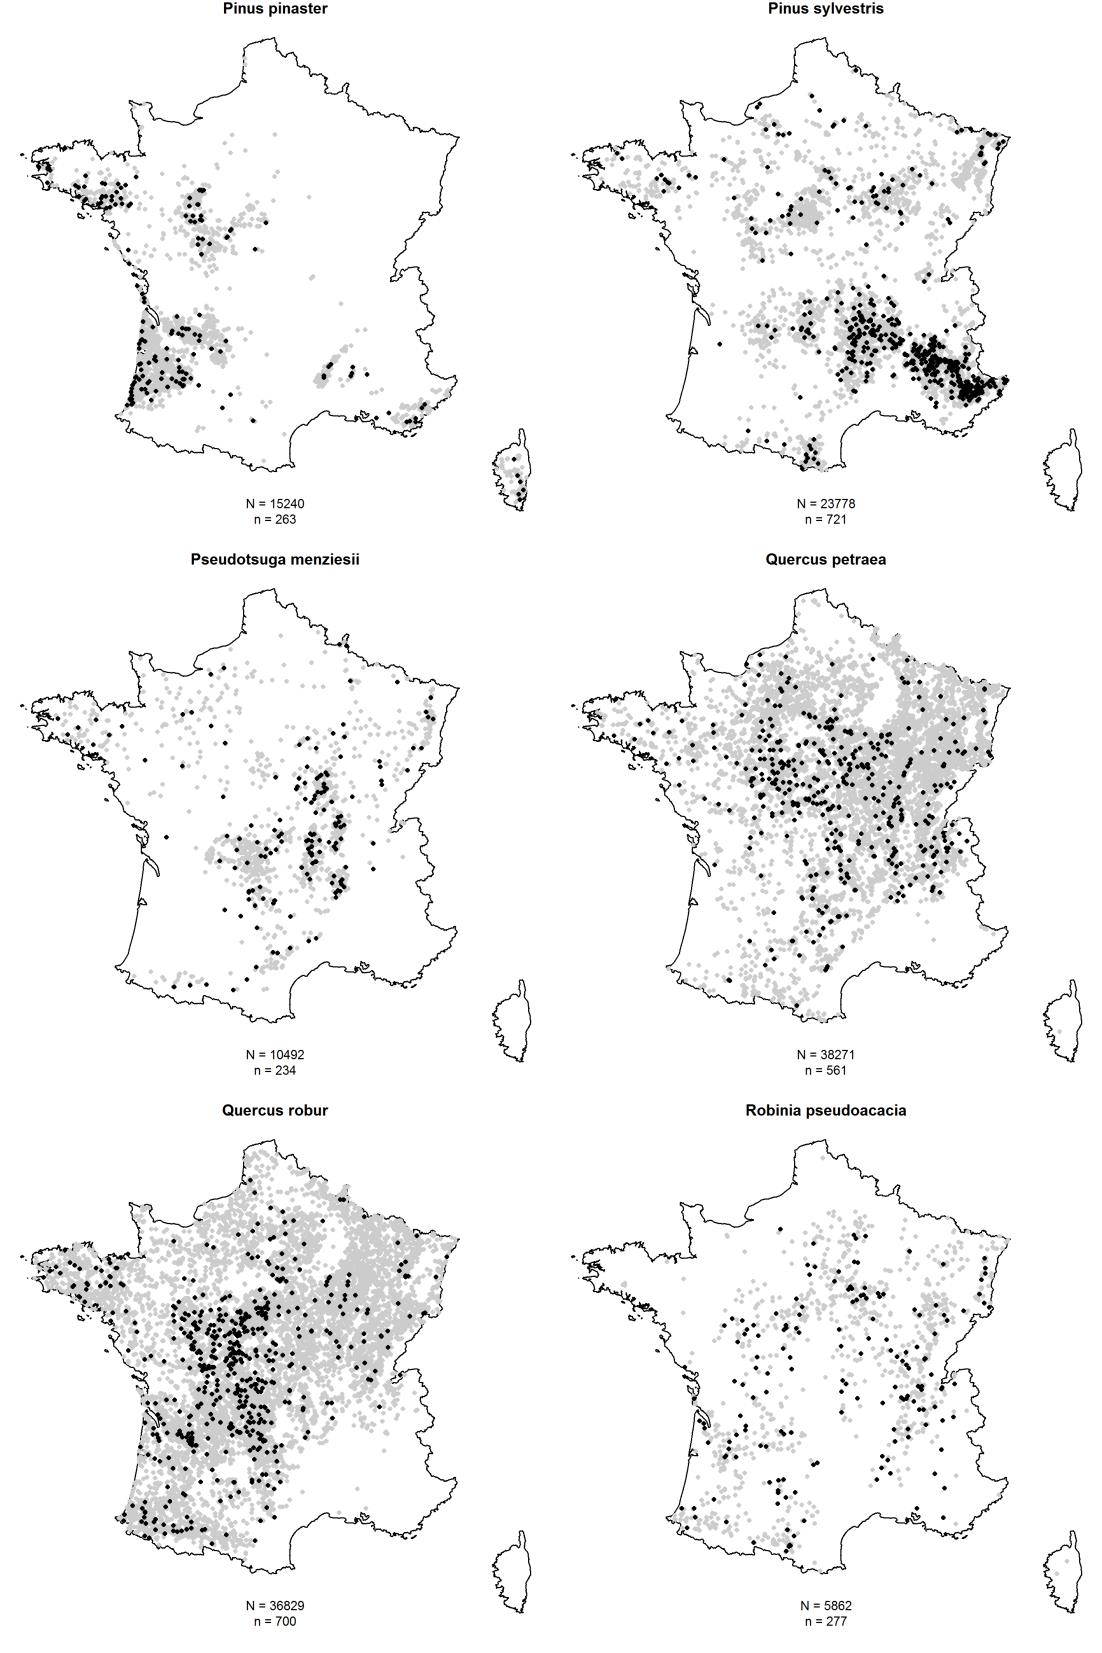 Pinus pinaster
Pinus sylvestris
N = 15240
n = 263
N = 23778
n = 721
Pseudotsuga menziesii
Quercus petraea
N = 10492
n = 234
N = 38271
n = 561
Quercus robur
Robinia pseudoacacia
N = 36829
n = 700
N = 5862
n = 277